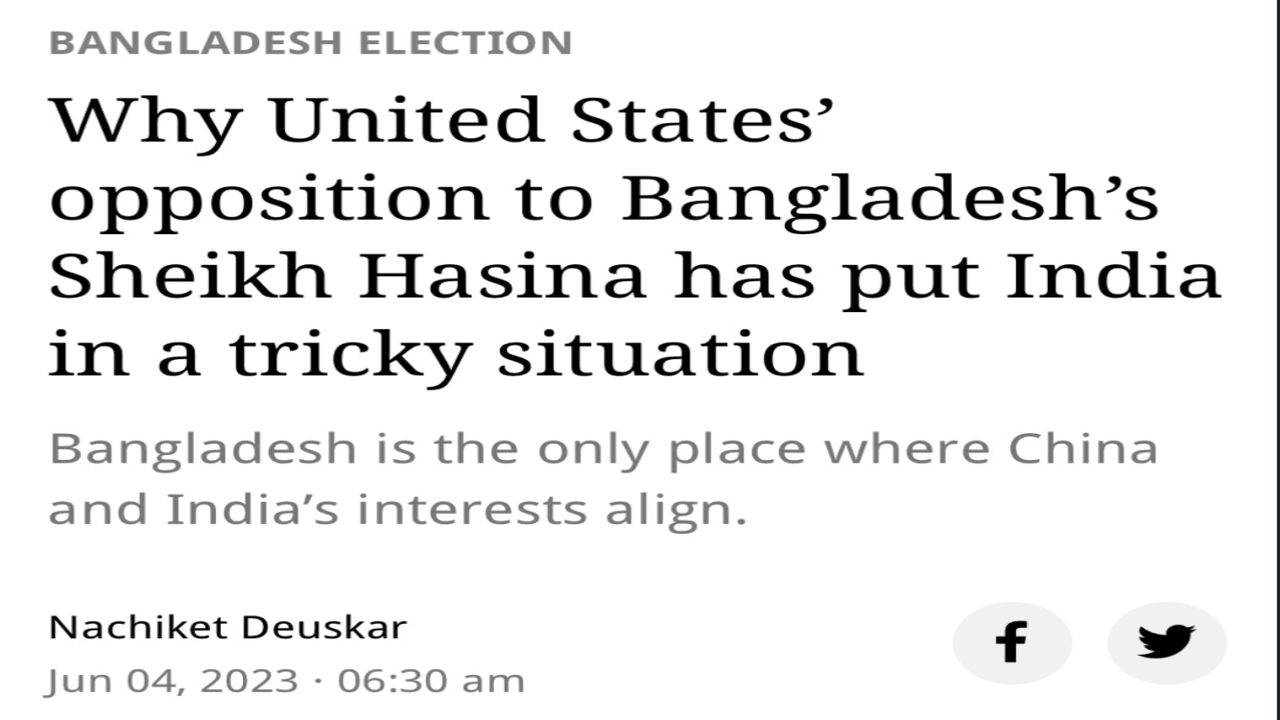 BANGLADESH ELECTION
Why United States’
opposition to Bangladesh’s
Sheikh Hasina has put India
in a tricky situation
Bangladesh is the only place where China
and India’s interests align.
Nachiket Deuskar
Jun 04, 2023 · 06:30 am